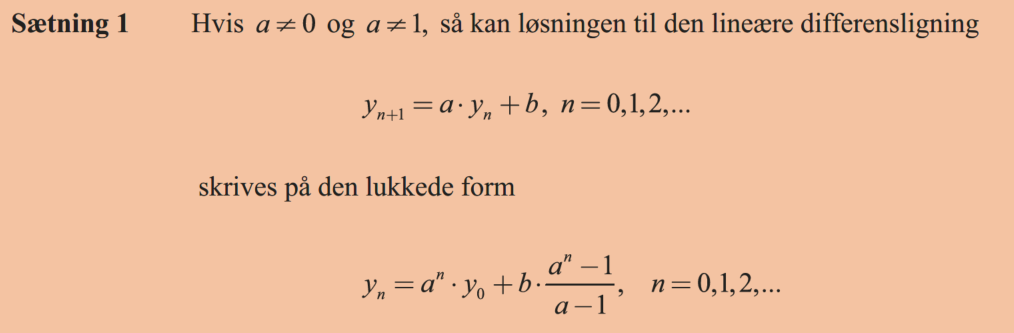 Sætning 1 Hvis a ≠ 0 og a ≠ 1, så kan løsningen til den lineære differensligning
yₙ₊₁ = a · yₙ + b, n = 0,1,2,...
skrives på den lukkede form
yₙ = aⁿ · y₀ + b · (aⁿ − 1)/(a − 1), n = 0,1,2,...